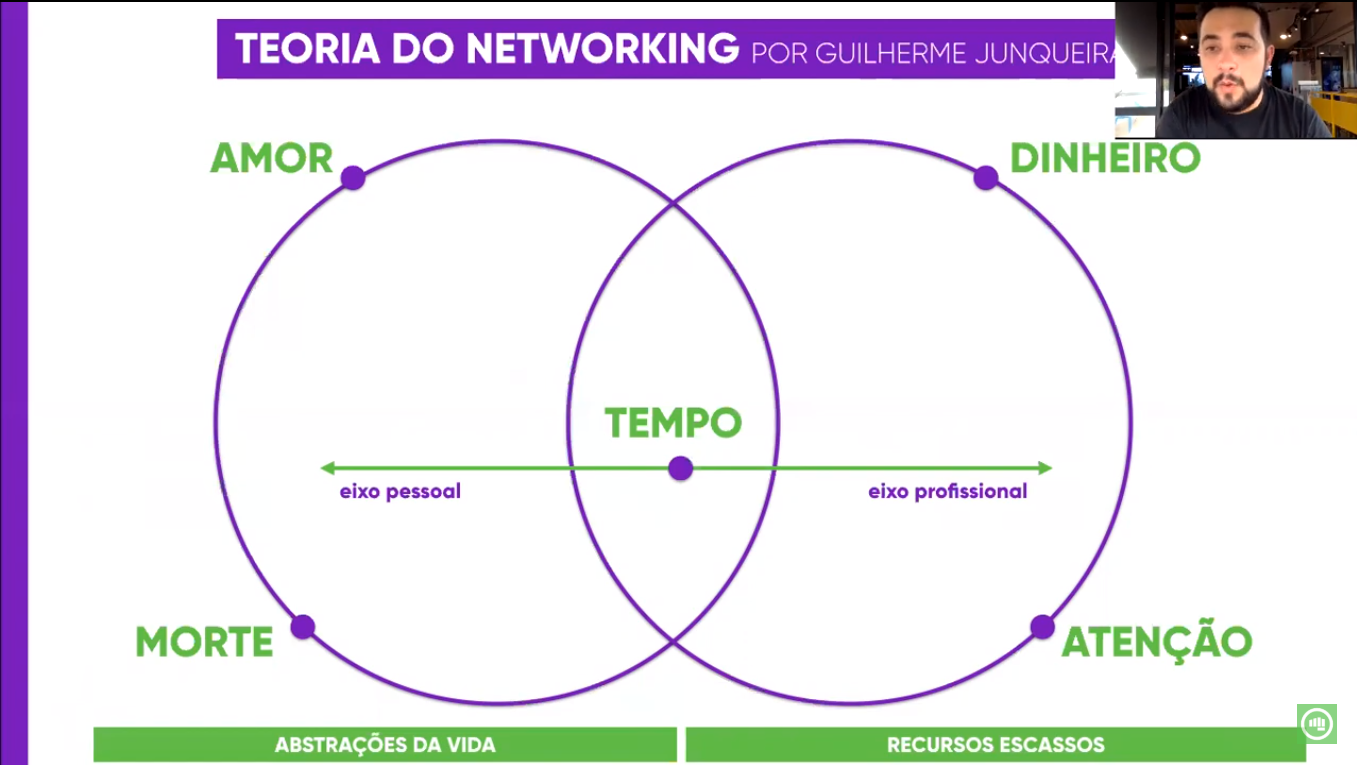 TEORIA DO NETWORKING POR GUILHERME JUNQUEIRA
AMOR
DINHEIRO
TEMPO
eixo pessoal
eixo profissional
MORTE
ATENÇÃO
ABSTRAÇÕES DA VIDA
RECURSOS ESCASSOS